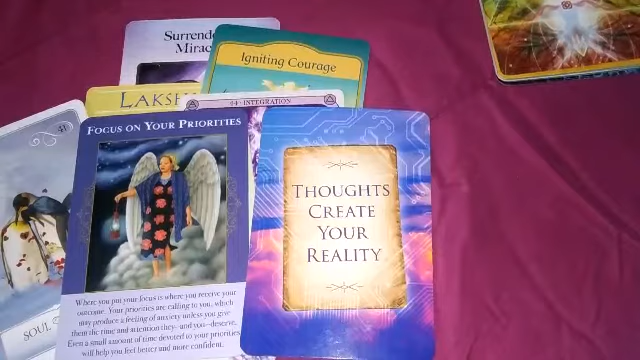 Igniting Courage
44 · INTEGRATION
41
FOCUS ON YOUR PRIORITIES
Where you put your focus is where you receive your
outcome. Your priorities are calling to you, which
may produce a feeling of anxiety unless you give
them the time and attention they—and you—deserve.
Even a small amount of time devoted to your priorities
will help you feel better and more confident.
SOUL
THOUGHTS
CREATE
YOUR
REALITY